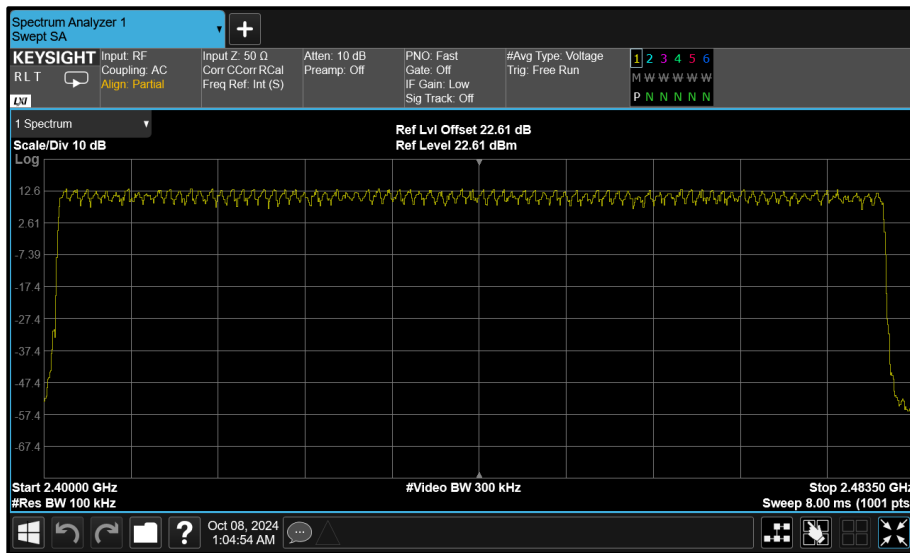 Spectrum Analyzer 1
Swept SA
KEYSIGHT
R L T
LXI
Input: RF
Coupling: AC
Align: Partial
Input Z: 50 Ω
Corr CCorr RCal
Freq Ref: Int (S)
Atten: 10 dB
Preamp: Off
PNO: Fast
Gate: Off
IF Gain: Low
Sig Track: Off
#Avg Type: Voltage
Trig: Free Run
1 2 3 4 5 6
M W W W W W
P N N N N N
1 Spectrum
Scale/Div 10 dB
Ref Lvl Offset 22.61 dB
Ref Level 22.61 dBm
Log
12.6
2.61
-7.39
-17.4
-27.4
-37.4
-47.4
-57.4
-67.4
Start 2.40000 GHz
#Res BW 100 kHz
#Video BW 300 kHz
Stop 2.48350 GHz
Sweep 8.00 ms (1001 pts
?
Oct 08, 2024
1:04:54 AM